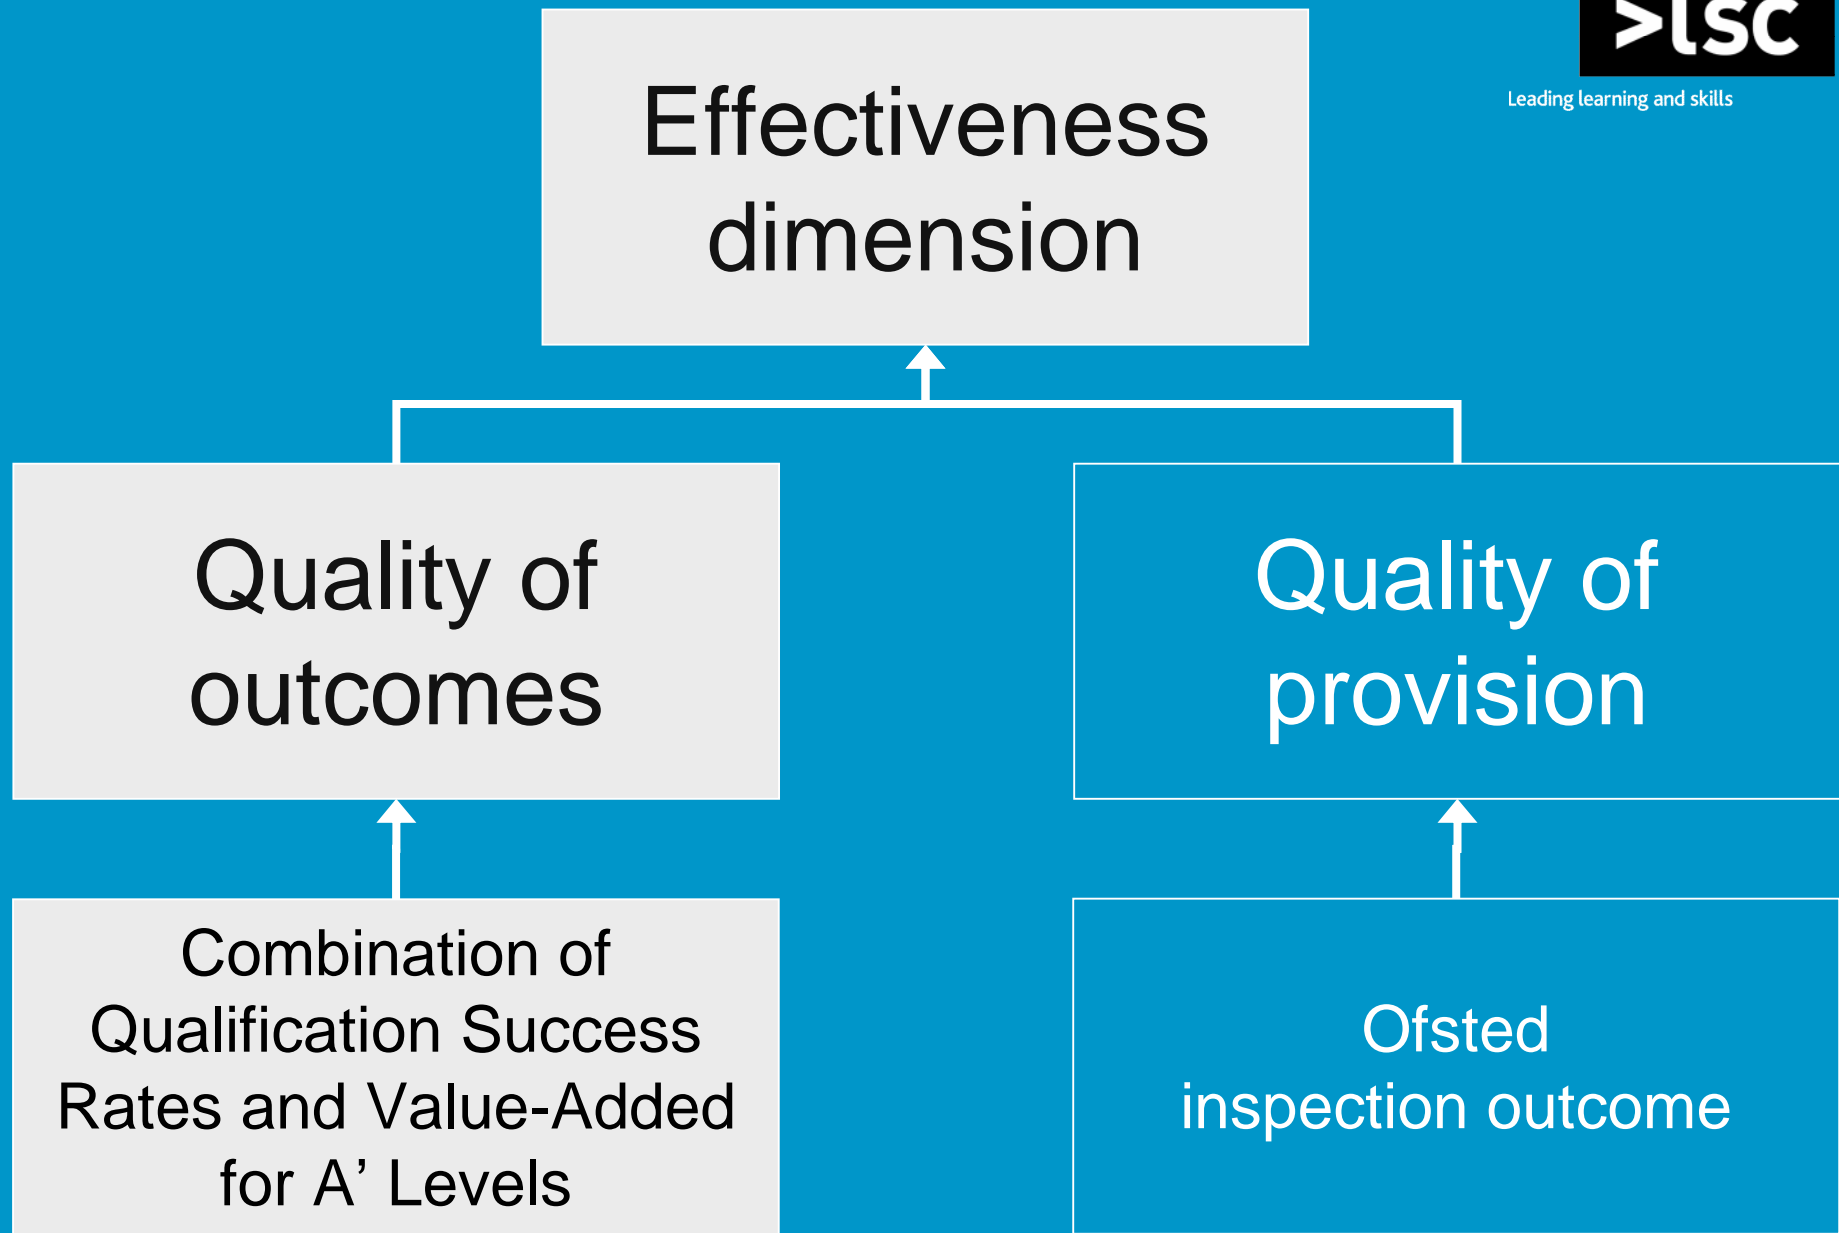 >lsc
Leading learning and skills
Effectiveness
dimension
Quality of
outcomes
Quality of
provision
Combination of
Qualification Success
Rates and Value-Added
for A’ Levels
Ofsted
inspection outcome